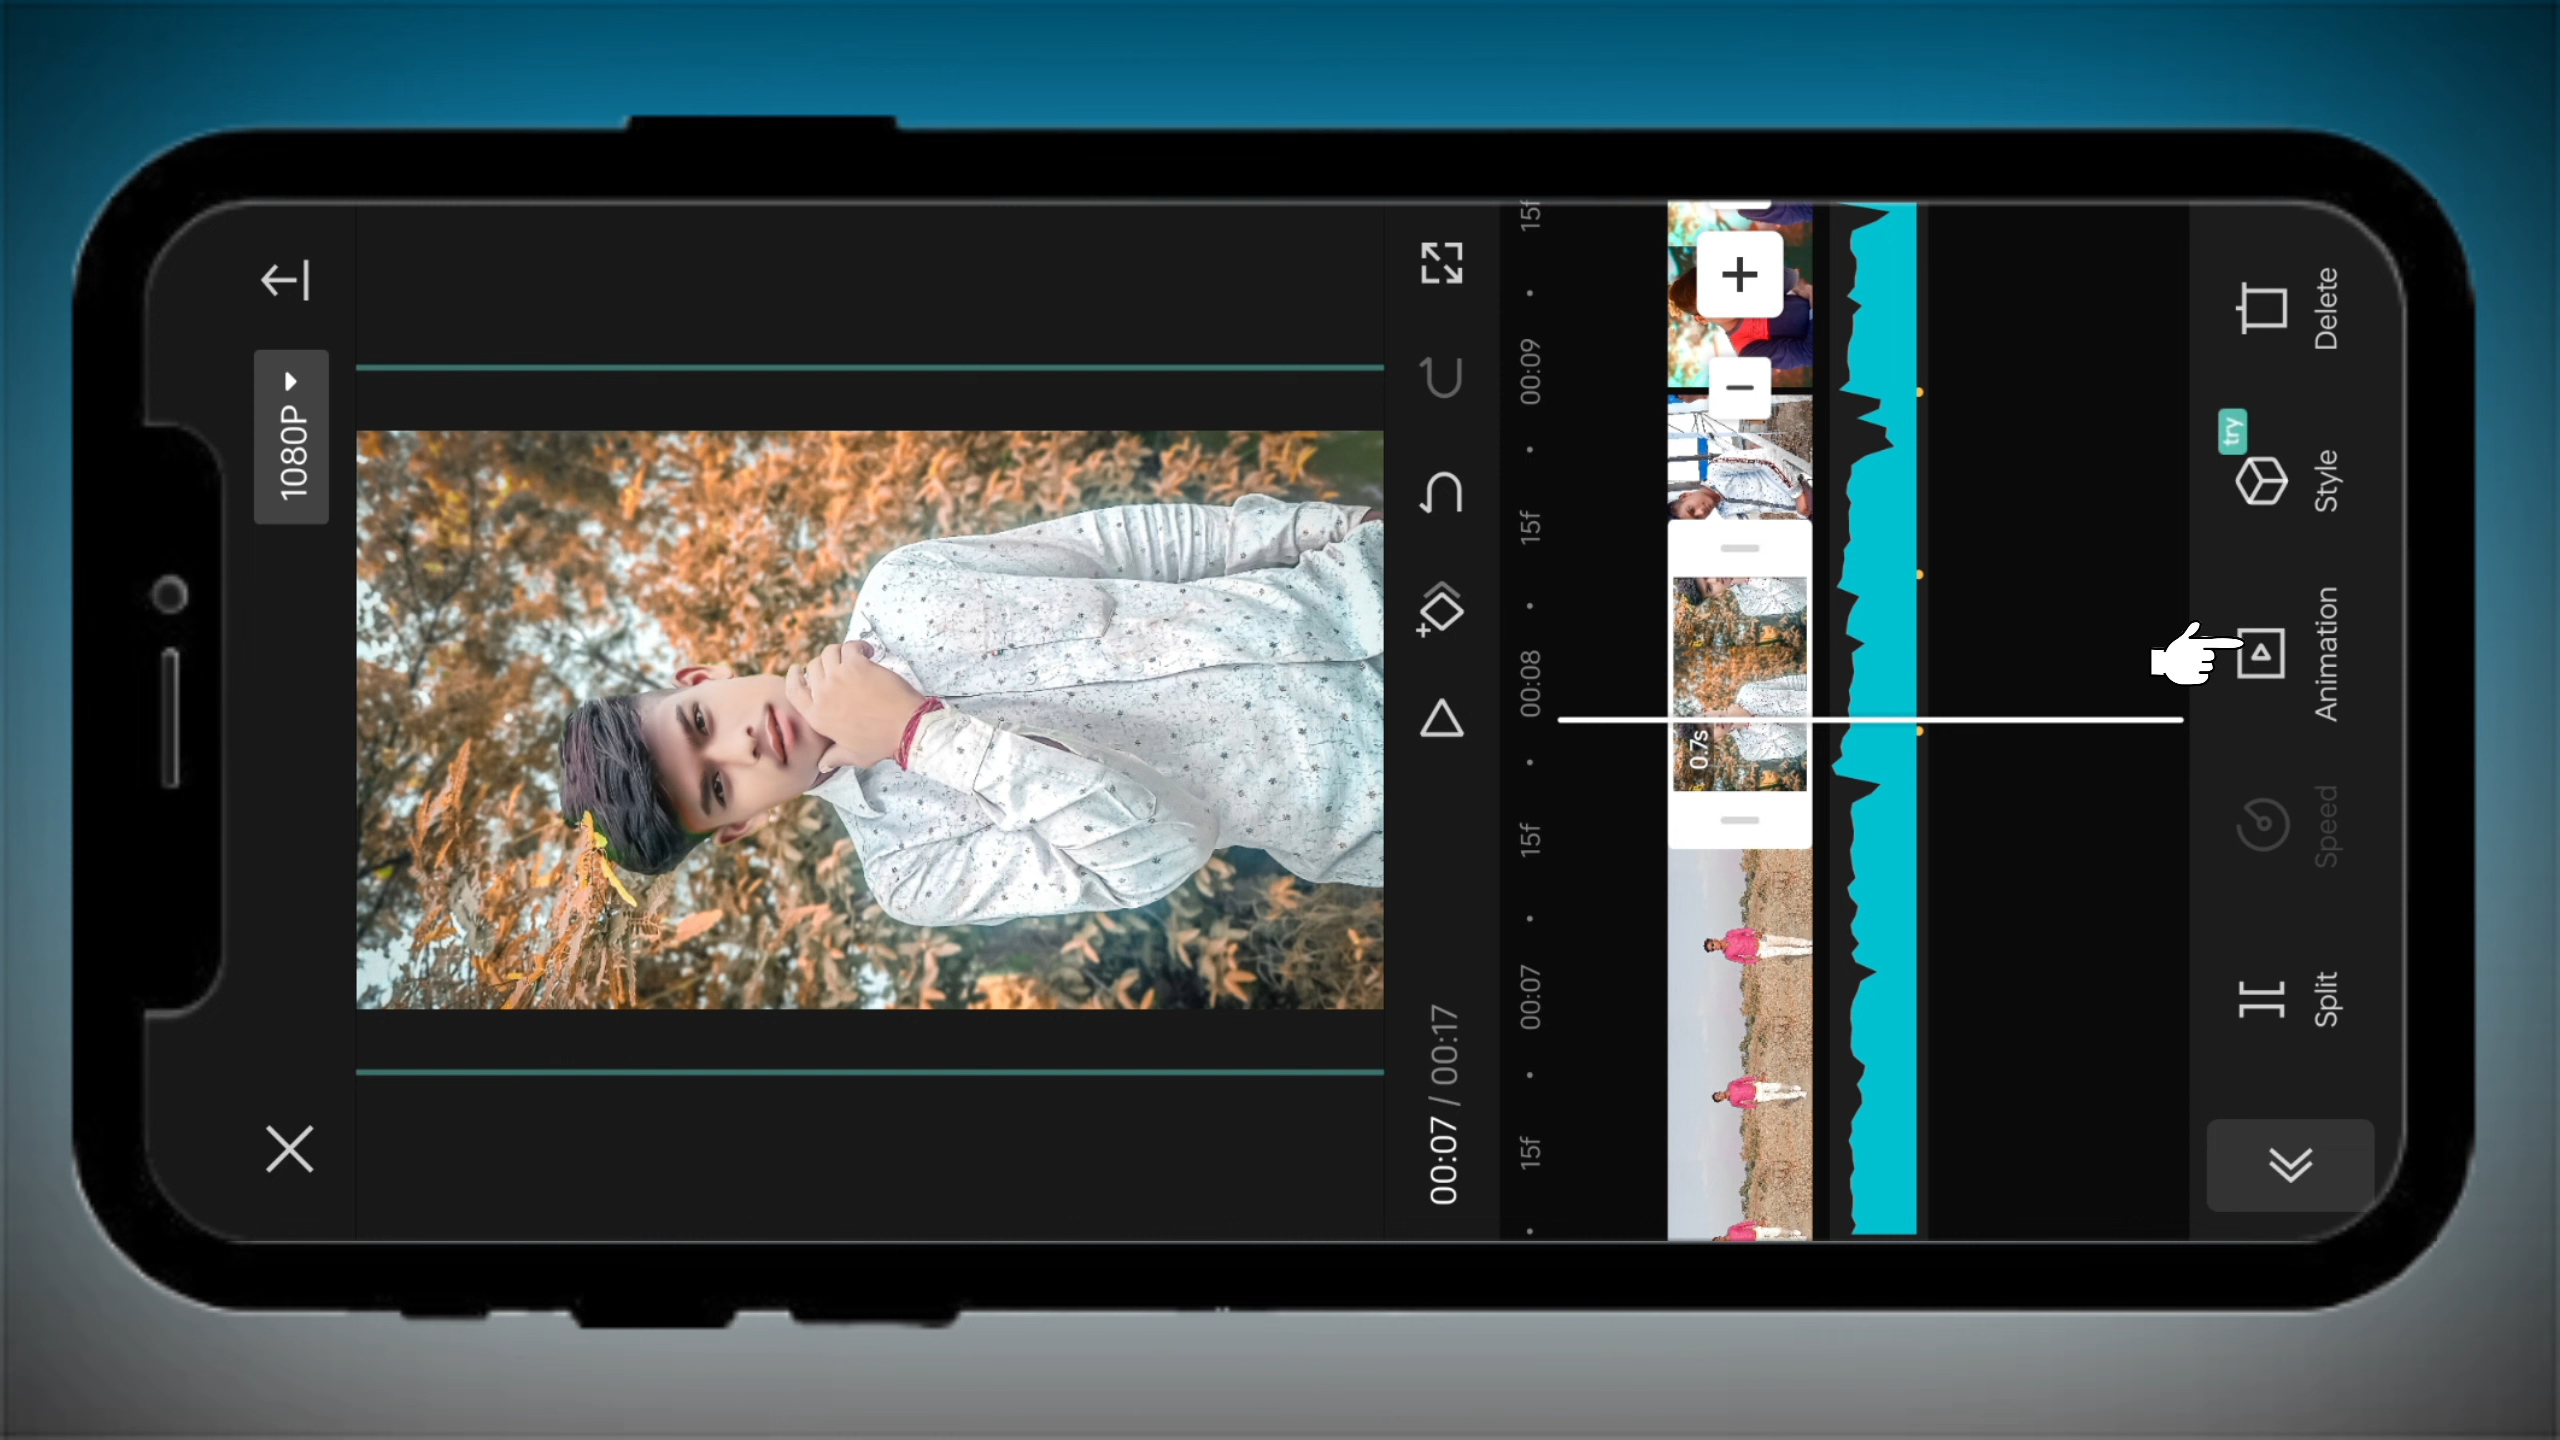 1080P
00:07 / 00:17
15f
00:07
15f
00:08
15f
00:09
15f
0.7s
Split
Speed
Animation
Style
try
Delete